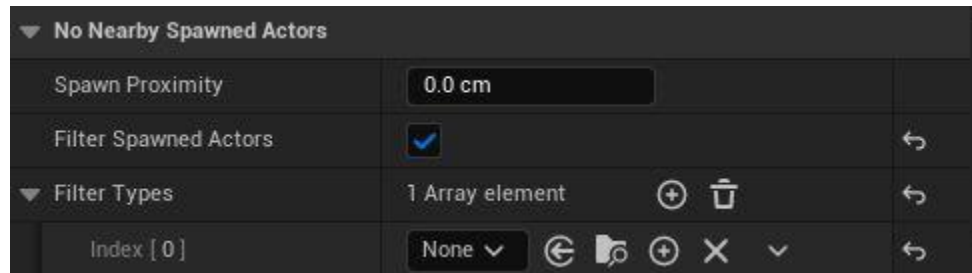 No Nearby Spawned Actors
Spawn Proximity 0.0 cm
Filter Spawned Actors
Filter Types 1 Array element
Index [ 0 ] None